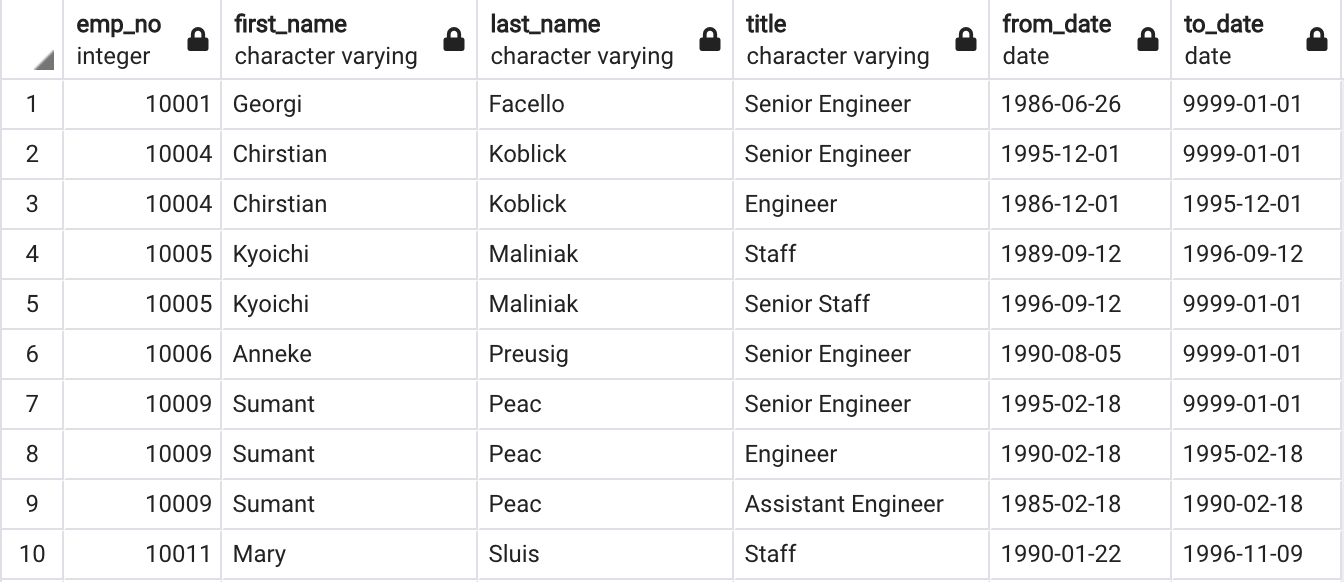 emp_no first_name last_name title from_date to_date
integer character varying character varying character varying date date
1 10001 Georgi Facello Senior Engineer 1986-06-26 9999-01-01
2 10004 Chirstian Koblick Senior Engineer 1995-12-01 9999-01-01
3 10004 Chirstian Koblick Engineer 1986-12-01 1995-12-01
4 10005 Kyoichi Maliniak Staff 1989-09-12 1996-09-12
5 10005 Kyoichi Maliniak Senior Staff 1996-09-12 9999-01-01
6 10006 Anneke Preusig Senior Engineer 1990-08-05 9999-01-01
7 10009 Sumant Peac Senior Engineer 1995-02-18 9999-01-01
8 10009 Sumant Peac Engineer 1990-02-18 1995-02-18
9 10009 Sumant Peac Assistant Engineer 1985-02-18 1990-02-18
10 10011 Mary Sluis Staff 1990-01-22 1996-11-09